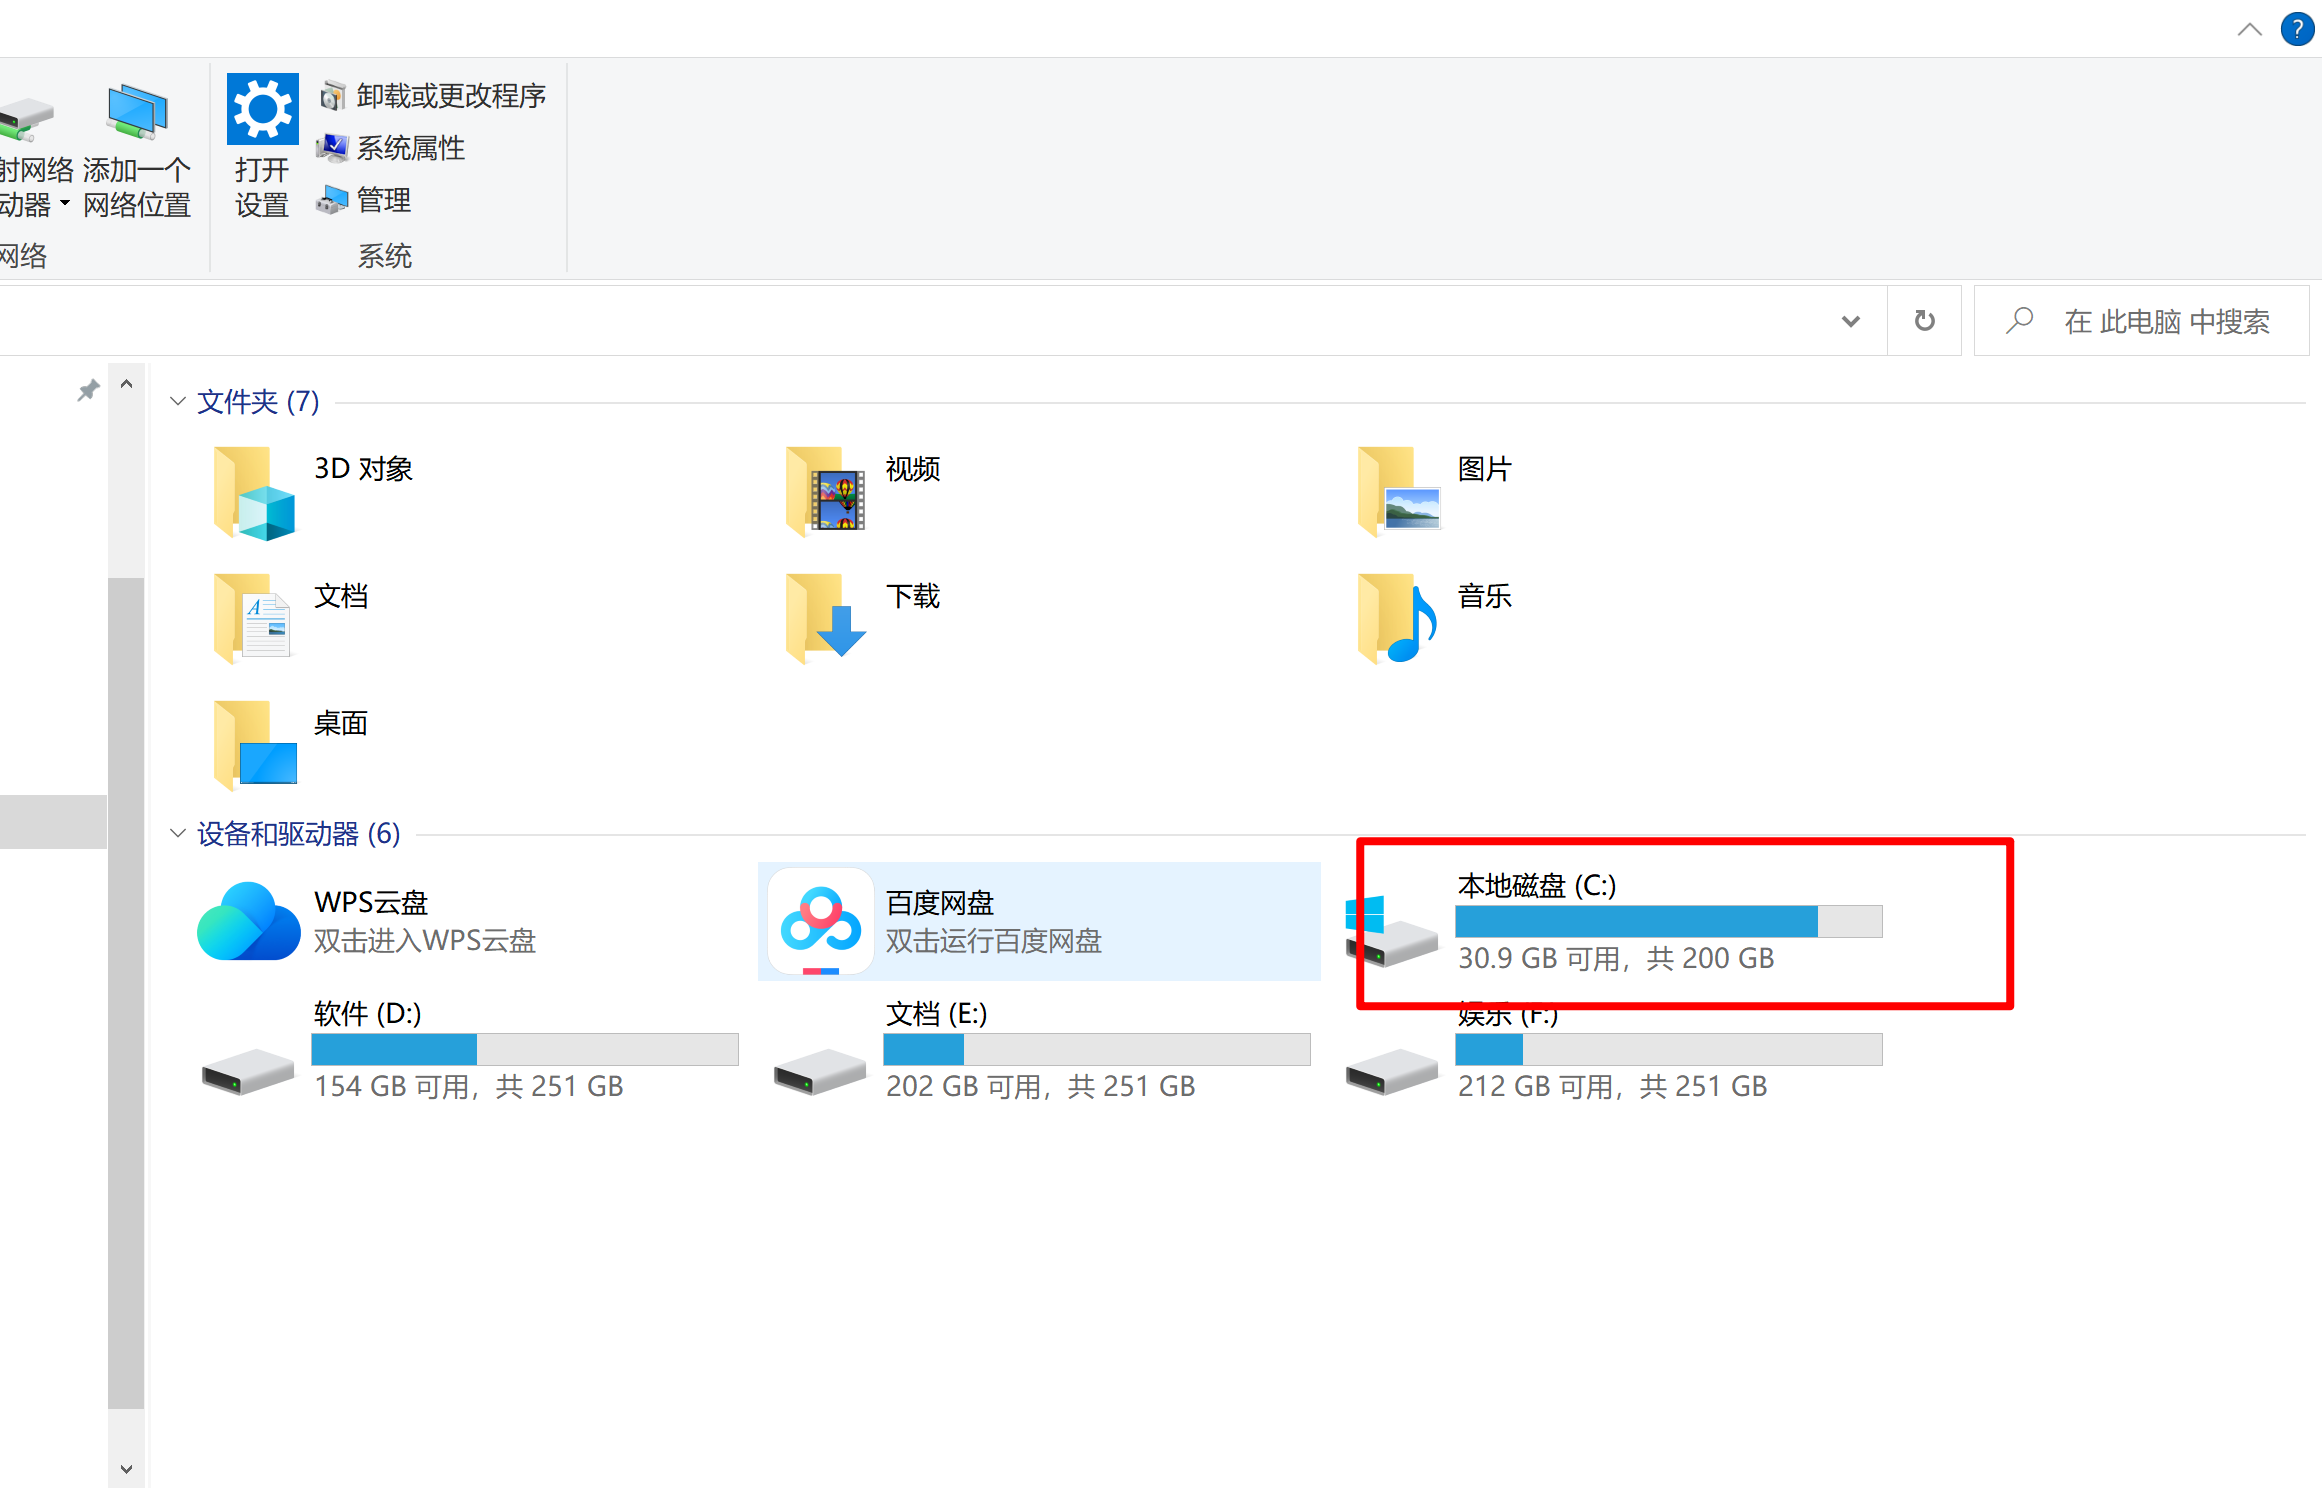 ?
卸载或更改程序
系统属性
管理
射网络
动器
添加一个
网络位置
打开
设置
网络
系统
在 此电脑 中搜索
文件夹 (7)
3D 对象
视频
图片
文档
下载
音乐
桌面
设备和驱动器 (6)
WPS云盘
双击进入WPS云盘
百度网盘
双击运行百度网盘
本地磁盘 (C:)
30.9 GB 可用，共 200 GB
软件 (D:)
154 GB 可用，共 251 GB
文档 (E:)
202 GB 可用，共 251 GB
娱乐 (F:)
212 GB 可用，共 251 GB